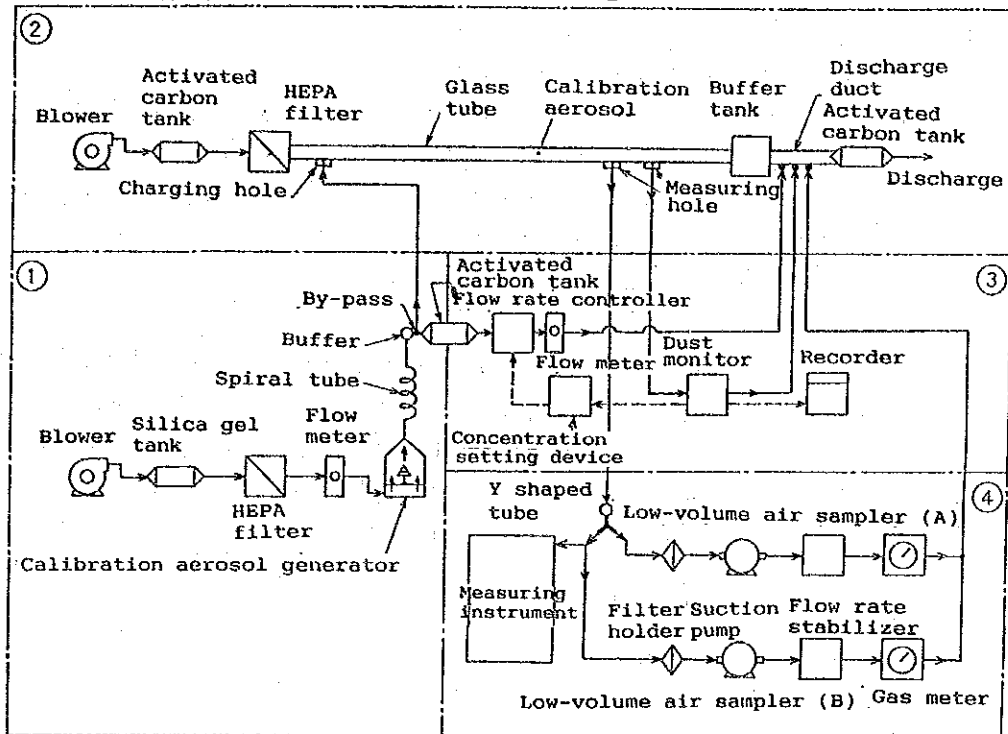 ②
Activated
carbon
tank
HEPA
filter
Glass
tube
Calibration
aerosol
Buffer
tank
Discharge
duct
Activated
carbon tank
Blower
Charging hole
Measuring
hole
Discharge
①
By-pass
Buffer
Spiral tube
Blower
Silica gel
tank
Flow
meter
HEPA
filter
Calibration aerosol generator
③
Activated
carbon tank
Flow rate controller
Flow meter
Dust
monitor
Recorder
Concentration
setting device
④
Y shaped
tube
Low-volume air sampler (A)
Measuring
instrument
Filter
holder
Suction
pump
Flow rate
stabilizer
Low-volume air sampler (B)
Gas meter